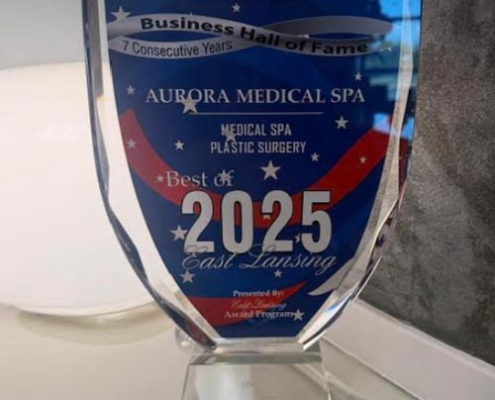 Business Hall of Fame
7 Consecutive Years
AURORA MEDICAL SPA
MEDICAL SPA
PLASTIC SURGERY
Best of
2025
East Lansing
Presented By:
East Lansing
Award Program